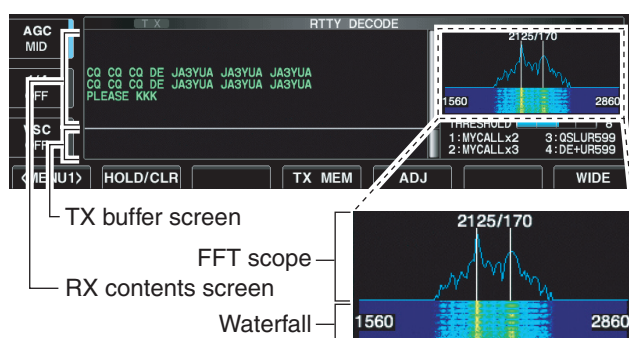 AGC
MID
TX
RTTY DECODE
2125/170
CQ CQ CQ DE JA3YUA JA3YUA JA3YUA
CQ CQ CQ DE JA3YUA JA3YUA JA3YUA
PLEASE KKK
1560
2860
OFF
VSC
THRESHOLD
1:MYCALLx2 3:QSLUR599
2:MYCALLx3 4:DE+UR599
<MENU1> HOLD/CLR TX MEM ADJ WIDE
TX buffer screen
FFT scope
RX contents screen
Waterfall
2125/170
1560
2860